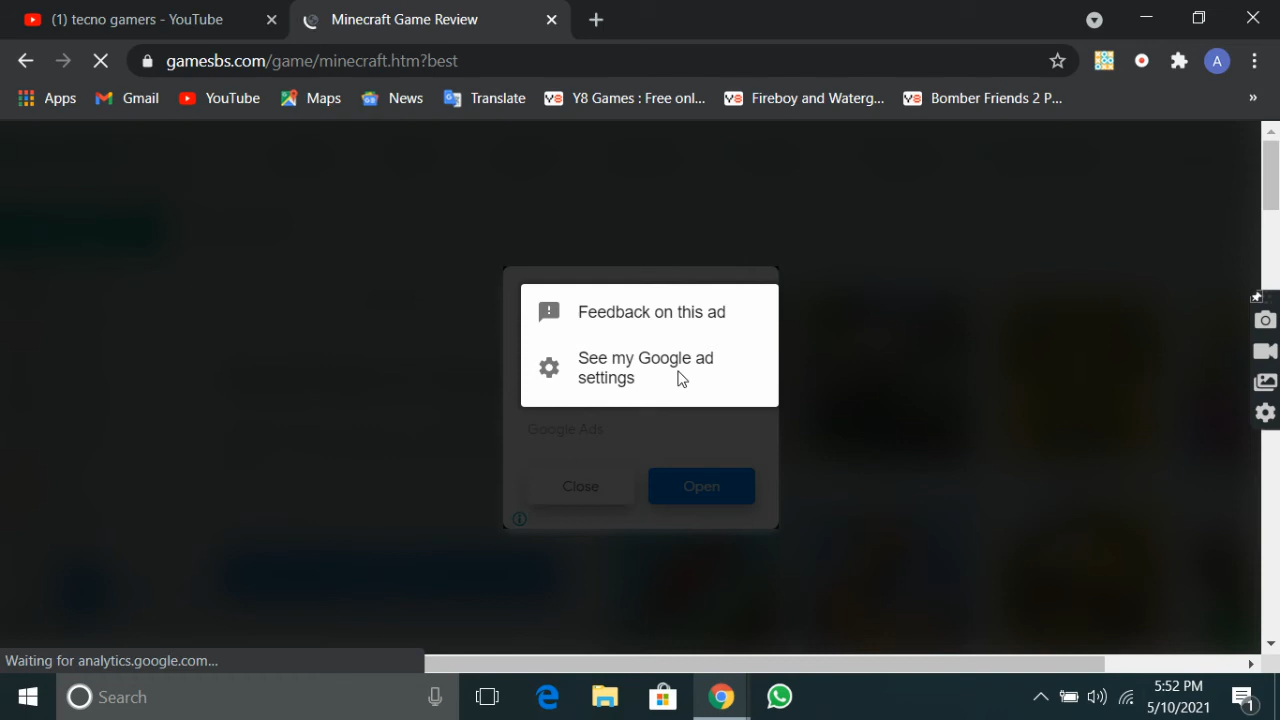 (1) tecno gamers - YouTube
Minecraft Game Review
gamesbs.com/game/minecraft.htm?best
A
Apps
Gmail
YouTube
Maps
News
Translate
Y8 Games : Free onl...
Fireboy and Waterg...
Bomber Friends 2 P...
»
Feedback on this ad
See my Google ad
settings
Google Ads
Close
Open
Waiting for analytics.google.com...
Search
5:52 PM
5/10/2021
1